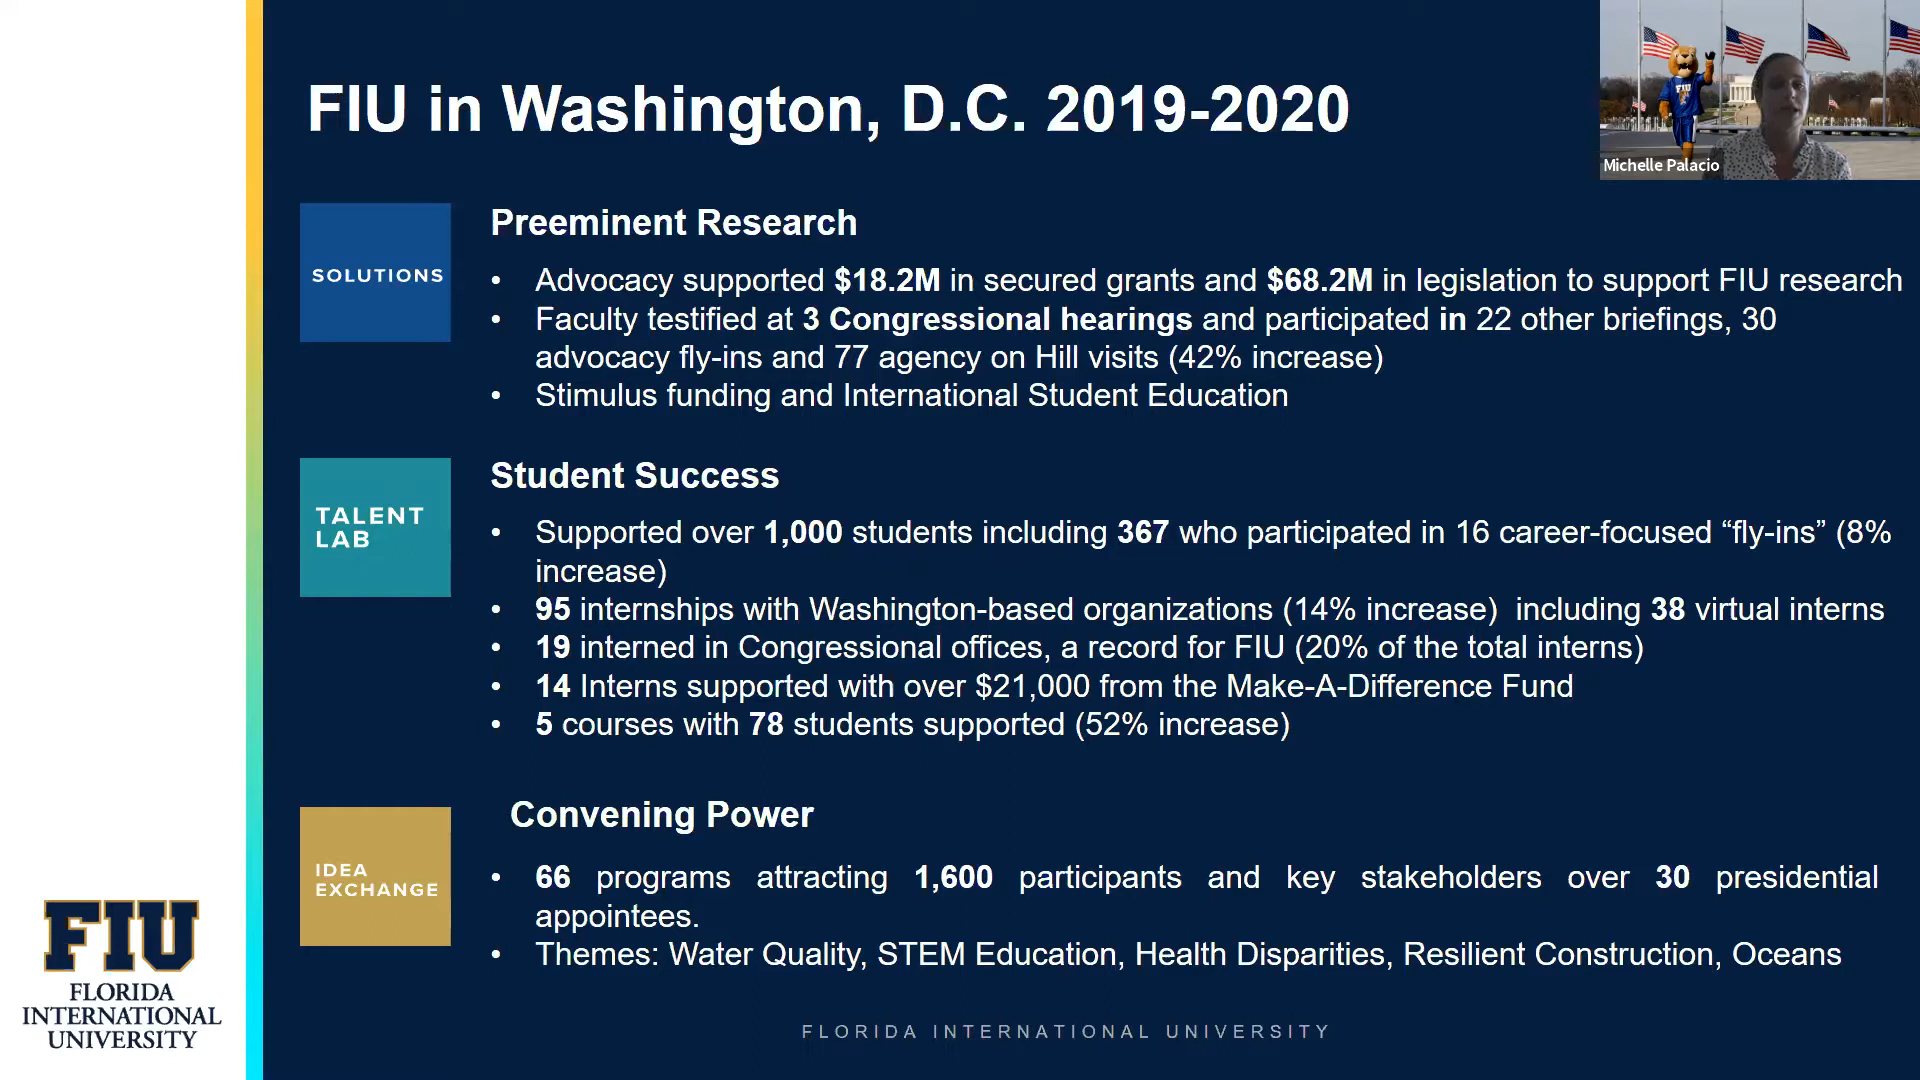 FIU in Washington, D.C. 2019-2020
Michelle Palacio
FIU
SOLUTIONS
Preeminent Research
• Advocacy supported $18.2M in secured grants and $68.2M in legislation to support FIU research
• Faculty testified at 3 Congressional hearings and participated in 22 other briefings, 30
advocacy fly-ins and 77 agency on Hill visits (42% increase)
• Stimulus funding and International Student Education
TALENT
LAB
Student Success
• Supported over 1,000 students including 367 who participated in 16 career-focused “fly-ins” (8%
increase)
• 95 internships with Washington-based organizations (14% increase)  including 38 virtual interns
• 19 interned in Congressional offices, a record for FIU (20% of the total interns)
• 14 Interns supported with over $21,000 from the Make-A-Difference Fund
• 5 courses with 78 students supported (52% increase)
IDEA
EXCHANGE
Convening Power
• 66 programs attracting 1,600 participants and key stakeholders over 30 presidential
appointees.
• Themes: Water Quality, STEM Education, Health Disparities, Resilient Construction, Oceans
FIU
FLORIDA
INTERNATIONAL
UNIVERSITY
FLORIDA INTERNATIONAL UNIVERSITY